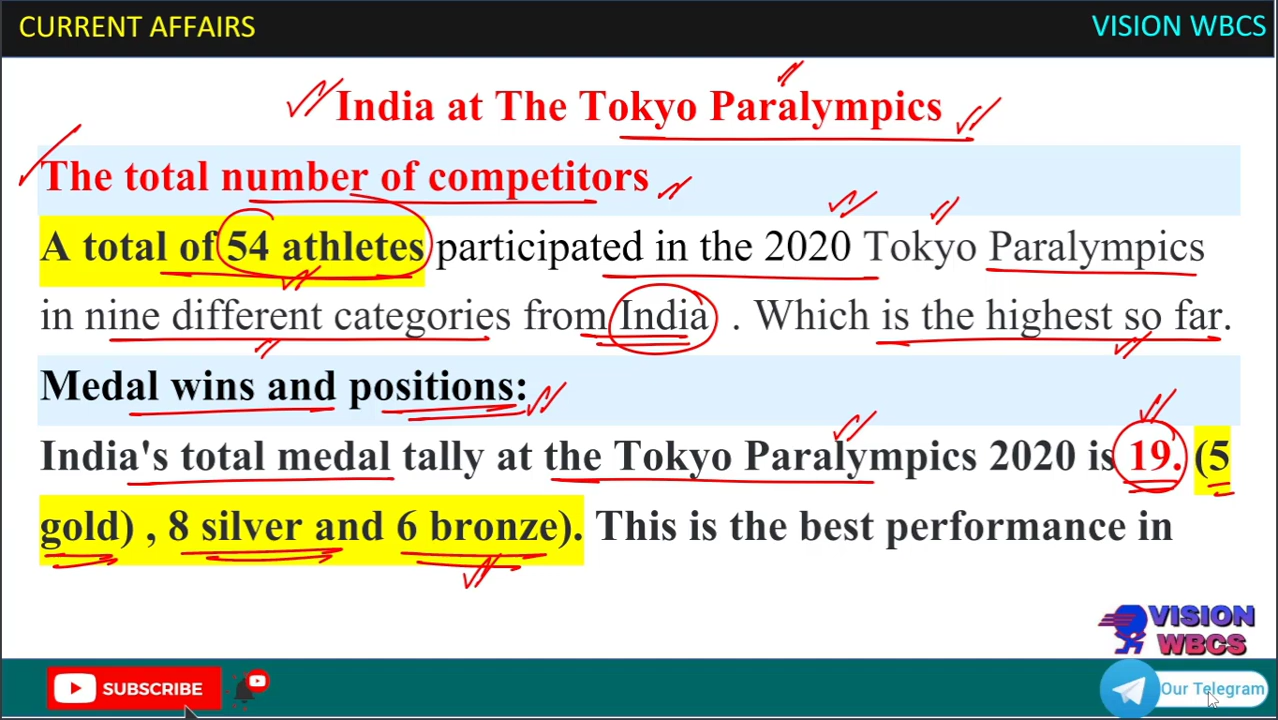 CURRENT AFFAIRS
VISION WBCS
India at The Tokyo Paralympics
The total number of competitors
A total of 54 athletes participated in the 2020 Tokyo Paralympics
in nine different categories from India . Which is the highest so far.
Medal wins and positions:
India's total medal tally at the Tokyo Paralympics 2020 is 19. (5
gold) , 8 silver and 6 bronze). This is the best performance in
VISION
WBCS
SUBSCRIBE
Our Telegram